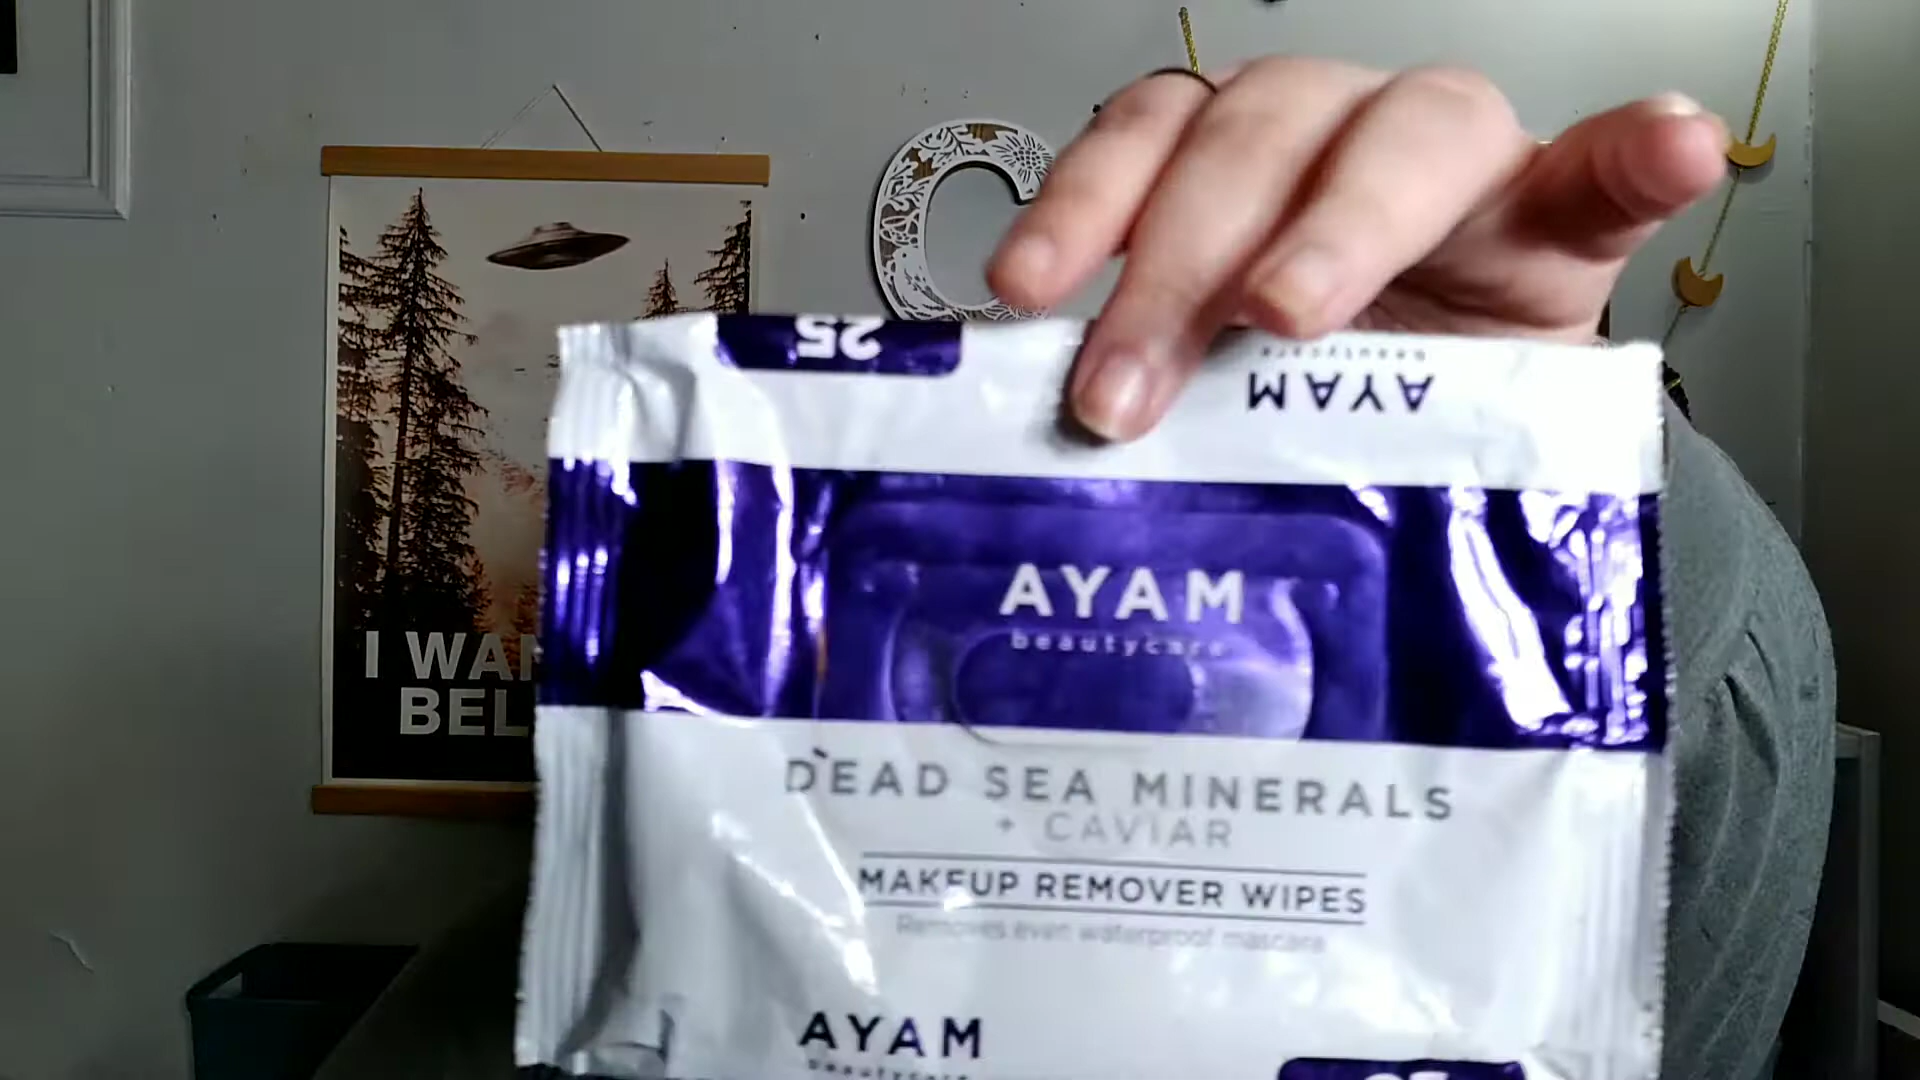 I WAN
BEL
25
beautycare
AYAM
AYAM
beautycare
DEAD SEA MINERALS
+ CAVIAR
MAKEUP REMOVER WIPES
Removes even waterproof mascara
AYAM
beautycare